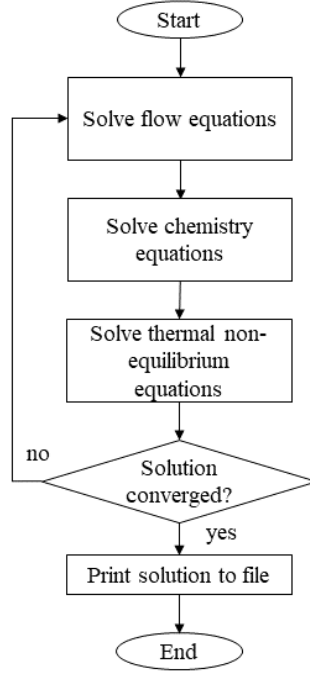 Start
Solve flow equations
Solve chemistry
equations
Solve thermal non-
equilibrium
equations
no
Solution
converged?
yes
Print solution to file
End